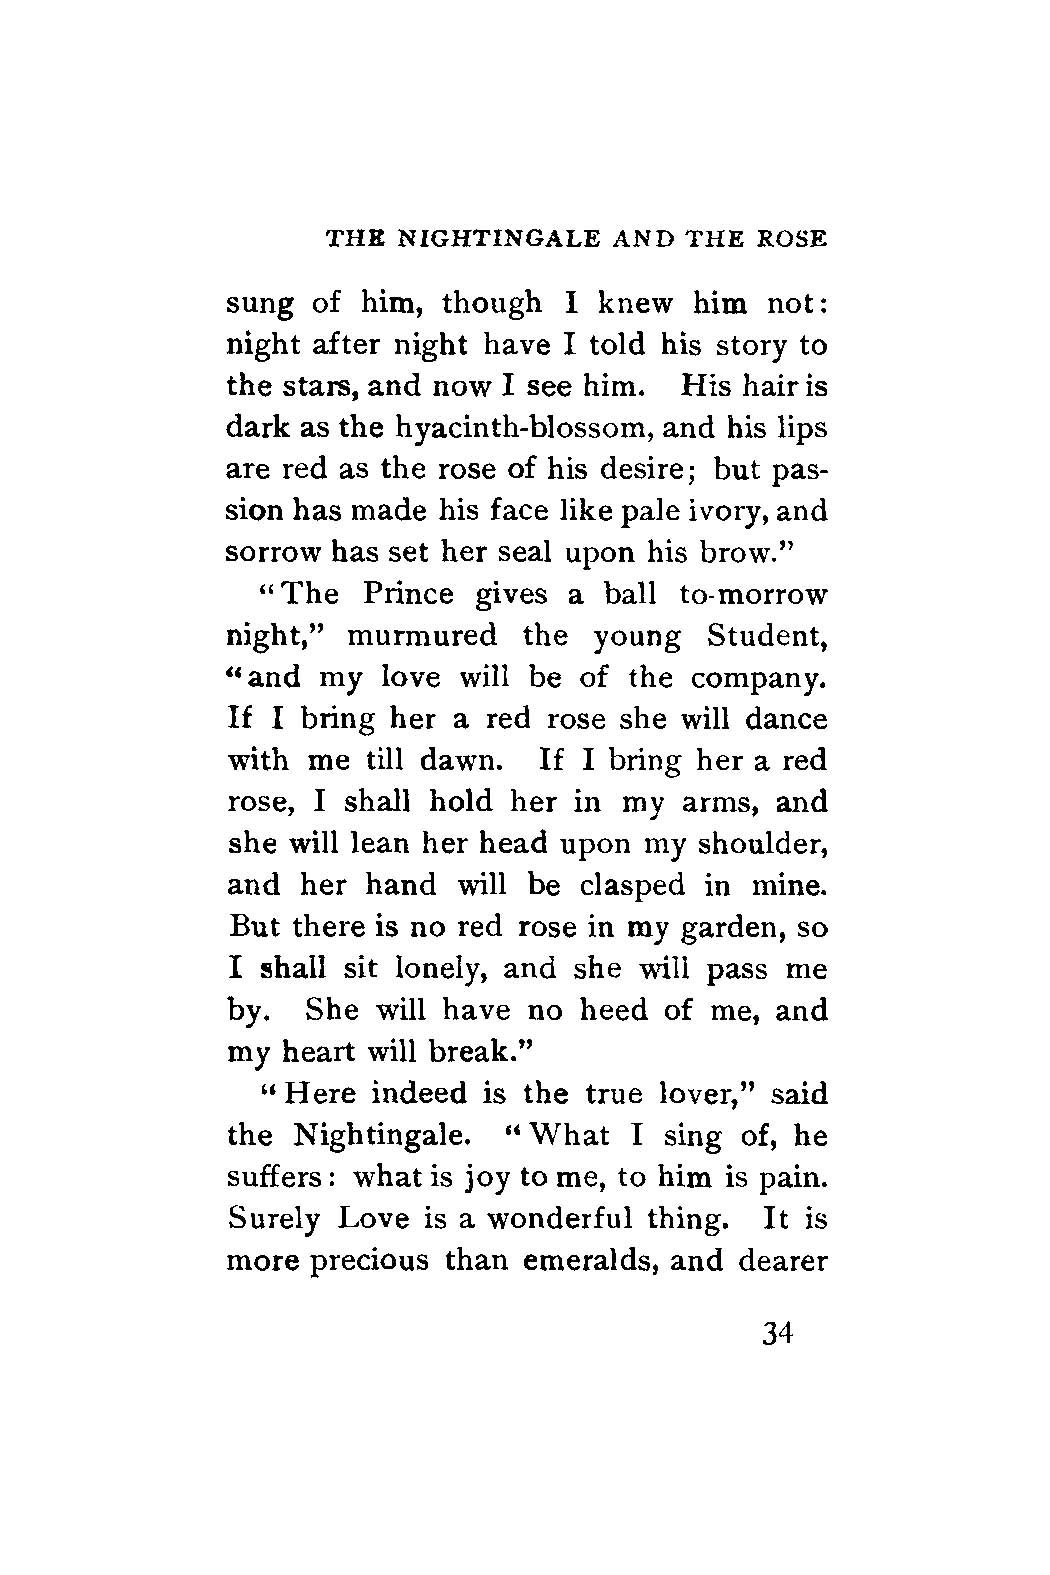 THE NIGHTINGALE AND THE ROSE
sung of him, though I knew him not:
night after night have I told his story to
the stars, and now I see him. His hair is
dark as the hyacinth-blossom, and his lips
are red as the rose of his desire; but pas-
sion has made his face like pale ivory, and
sorrow has set her seal upon his brow.”
“The Prince gives a ball to-morrow
night,” murmured the young Student,
“and my love will be of the company.
If I bring her a red rose she will dance
with me till dawn. If I bring her a red
rose, I shall hold her in my arms, and
she will lean her head upon my shoulder,
and her hand will be clasped in mine.
But there is no red rose in my garden, so
I shall sit lonely, and she will pass me
by. She will have no heed of me, and
my heart will break.”
“Here indeed is the true lover,” said
the Nightingale. “What I sing of, he
suffers: what is joy to me, to him is pain.
Surely Love is a wonderful thing. It is
more precious than emeralds, and dearer
34